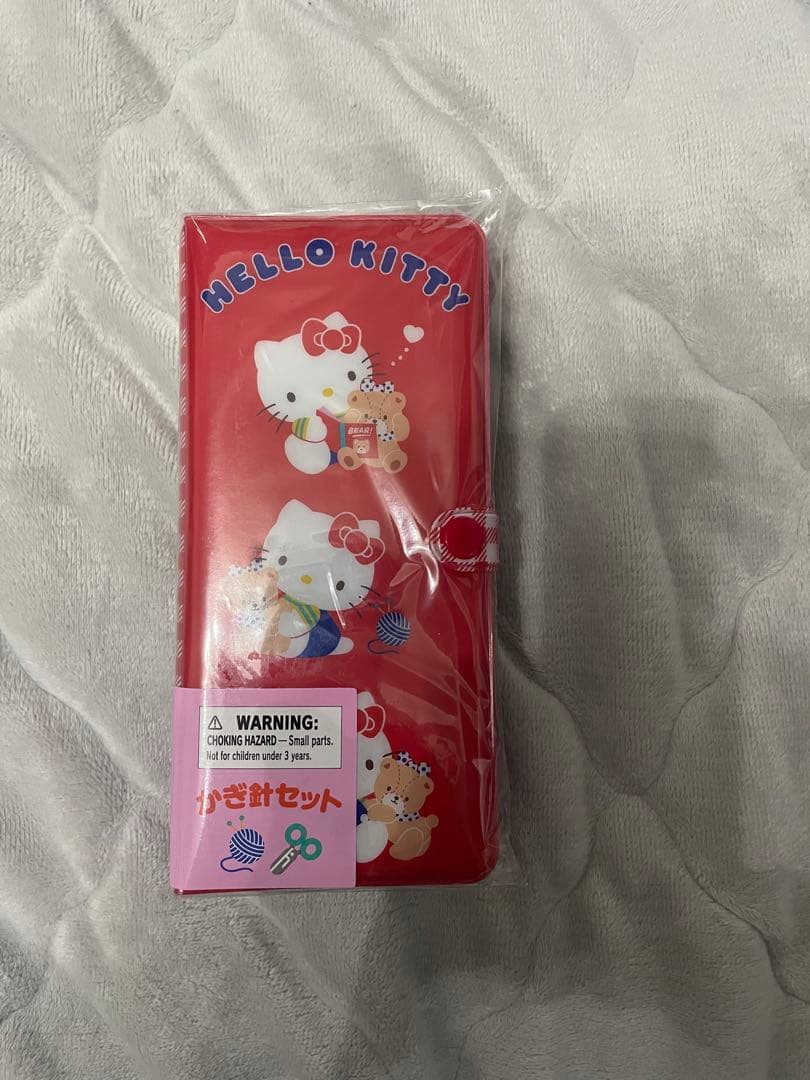 HELLO KITTY
BEAR!
⚠ WARNING:
CHOKING HAZARD — Small parts.
Not for children under 3 years.
かぎ針セット